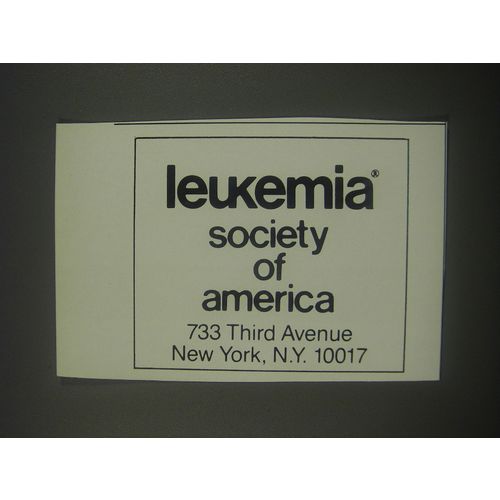 leukemia®
society
of
america
733 Third Avenue
New York, N.Y. 10017